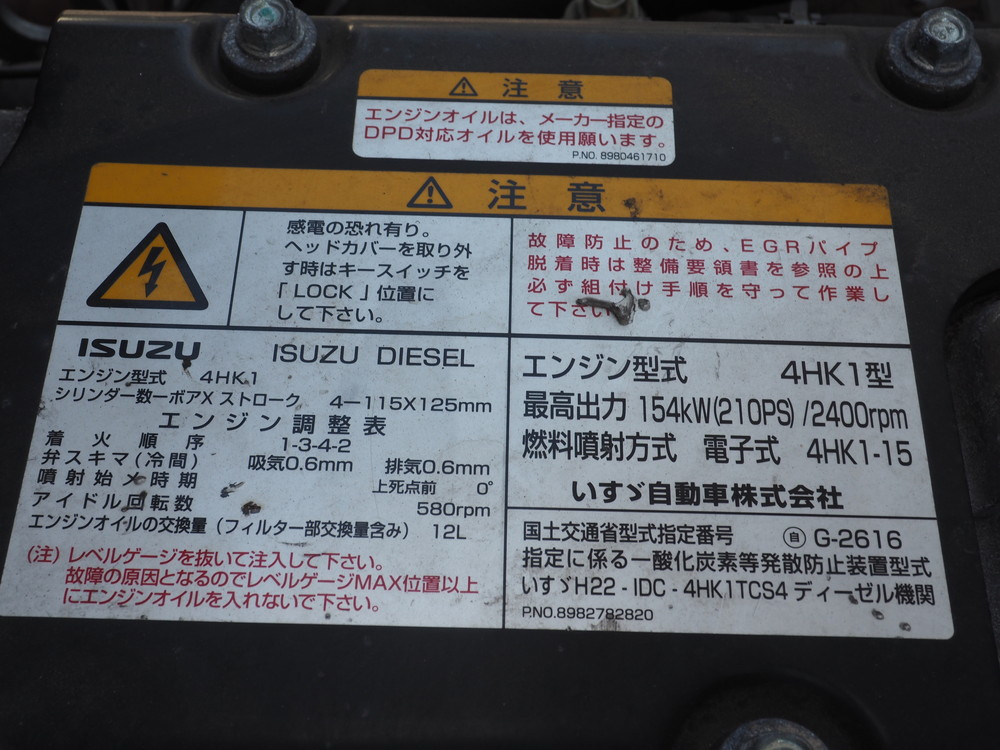 ⚠ 注 意
エンジンオイルは、メーカー指定の
DPD対応オイルを使用願います。
P.NO. 8980461710
⚠ 注 意
感電の恐れ有り。
ヘッドカバーを取り外
す時はキースイッチを
「 LOCK 」位置に
して下さい。
故障防止のため、EGRパイプ
脱着時は整備要領書を参照の上
必ず組付け手順を守って作業し
て下さい
ISUZU ISUZU DIESEL
エンジン型式 4HK1
シリンダー数ーボアX ストローク 4-115X125mm
エンジン調整表
着火順序 1-3-4-2
弁スキマ(冷間) 吸気0.6mm 排気0.6mm
噴射始メ時期 上死点前 0°
アイドル回転数 580rpm
エンジンオイルの交換量（フィルター部交換量含み） 12L
(注) レベルゲージを抜いて注入して下さい。
故障の原因となるのでレベルゲージMAX位置以上
にエンジンオイルを入れないで下さい。
エンジン型式 4HK1型
最高出力 154kW(210PS) /2400rpm
燃料噴射方式 電子式 4HK1-15
いすゞ自動車株式会社
国土交通省型式指定番号 自 G-2616
指定に係る一酸化炭素等発散防止装置型式
いすゞH22 - IDC - 4HK1TCS4 ディーゼル機関
P.NO.8982782820